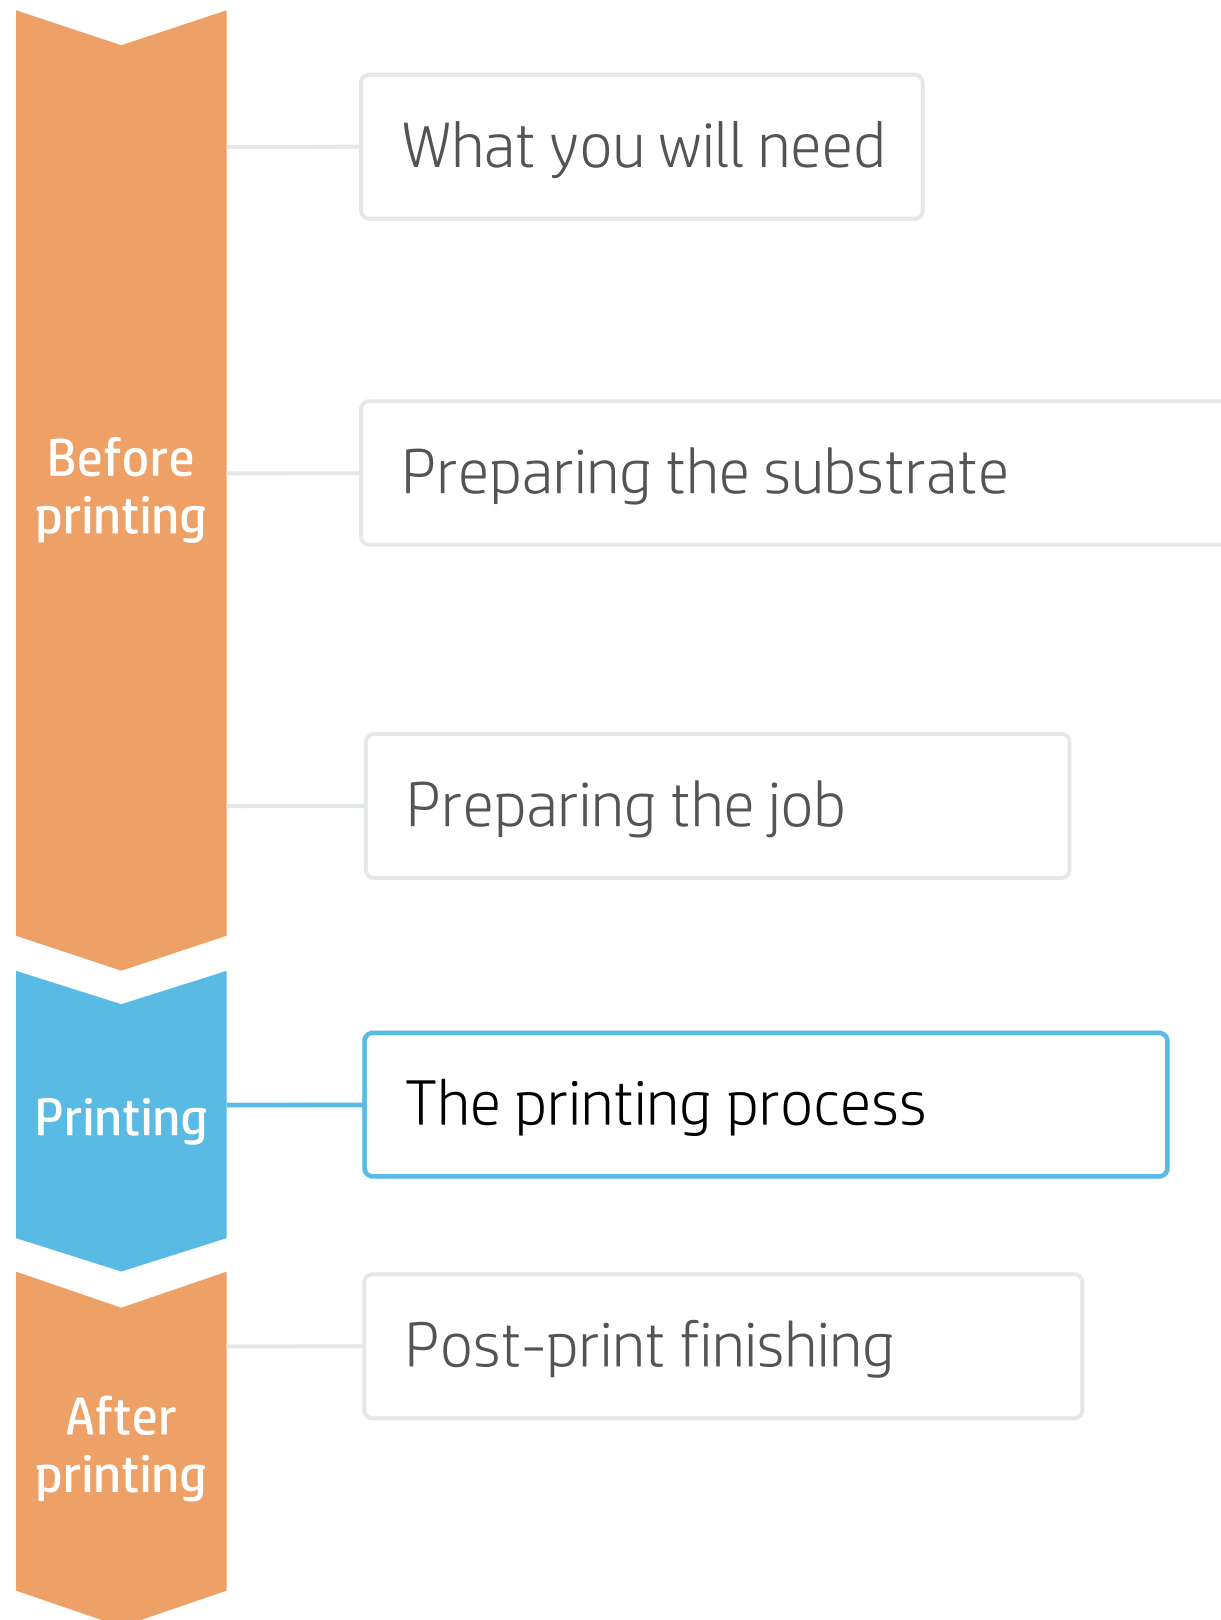 What you will need
Before
printing
Preparing the substrate
Preparing the job
Printing
The printing process
After
printing
Post-print finishing